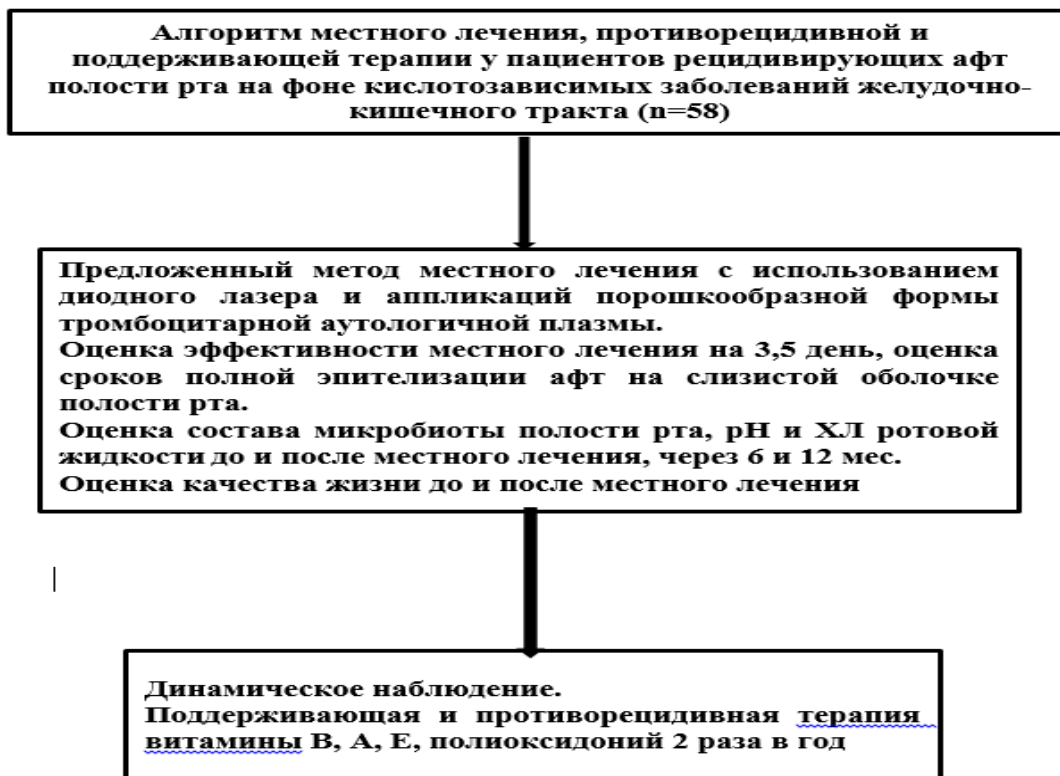 Алгоритм местного лечения, противорецидивной и
поддерживающей терапии у пациентов рецидивирующих афт
полости рта на фоне кислотозависимых заболеваний желудочно-
кишечного тракта (n=58)
Предложенный метод местного лечения с использованием
диодного лазера и аппликаций порошкообразной формы
тромбоцитарной аутологичной плазмы.
Оценка эффективности местного лечения на 3,5 день, оценка
сроков полной эпителизации афт на слизистой оболочке
полости рта.
Оценка состава микробиоты полости рта, рН и ХЛ ротовой
жидкости до и после местного лечения, через 6 и 12 мес.
Оценка качества жизни до и после местного лечения
Динамическое наблюдение.
Поддерживающая и противорецидивная терапия
витамины В, А, Е, полиоксидоний 2 раза в год